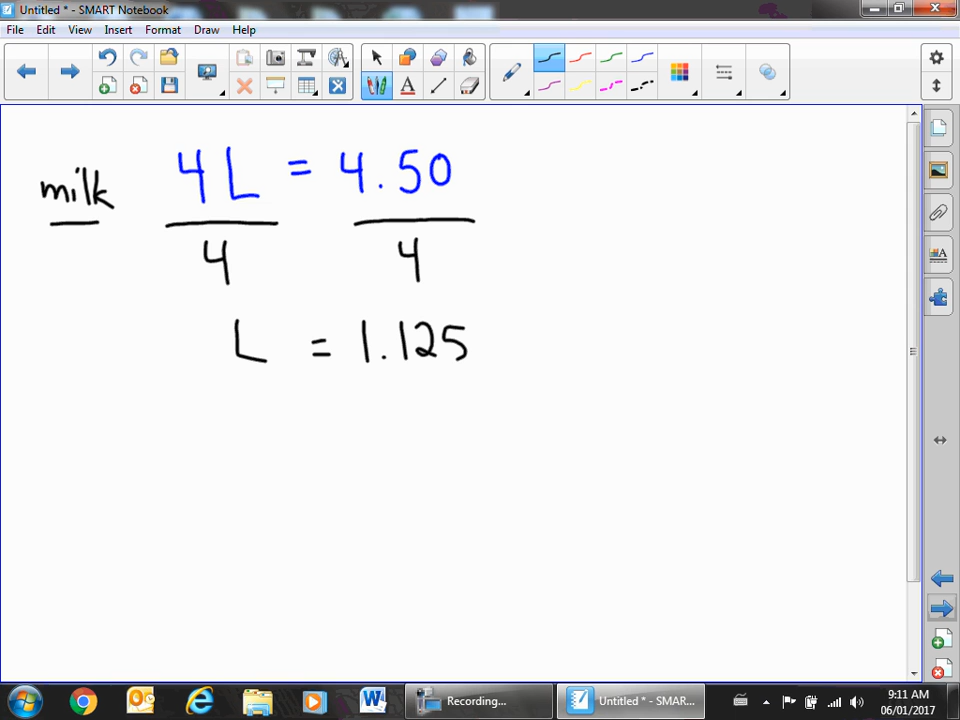 Untitled * - SMART Notebook
File Edit View Insert Format Draw Help
milk 4L = 4.50
4 4
L = 1.125
Recording... Untitled * - SMAR...
9:11 AM
06/01/2017